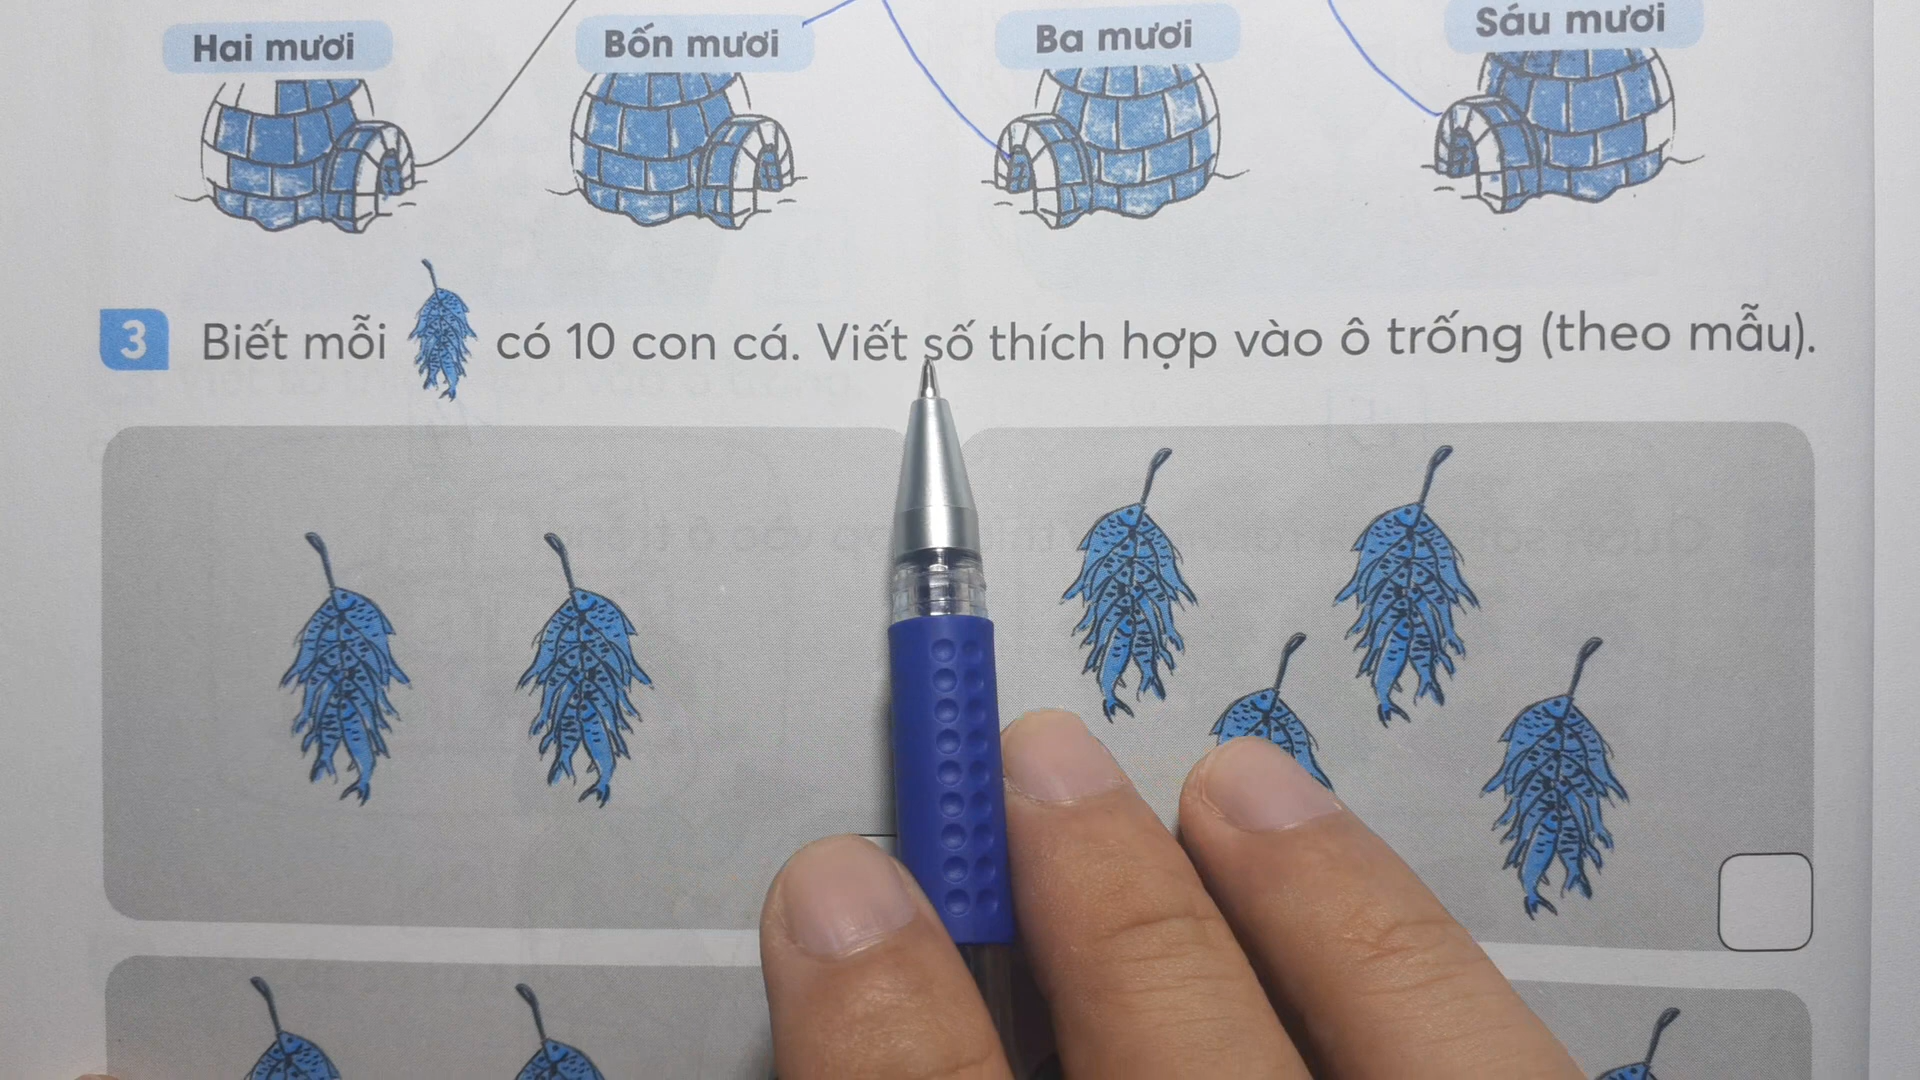 Hai mươi
Bốn mươi
Ba mươi
Sáu mươi
3 Biết mỗi có 10 con cá. Viết số thích hợp vào ô trống (theo mẫu).